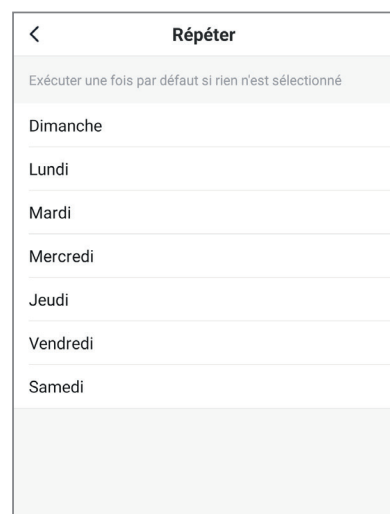 Répéter
Exécuter une fois par défaut si rien n'est sélectionné
Dimanche
Lundi
Mardi
Mercredi
Jeudi
Vendredi
Samedi